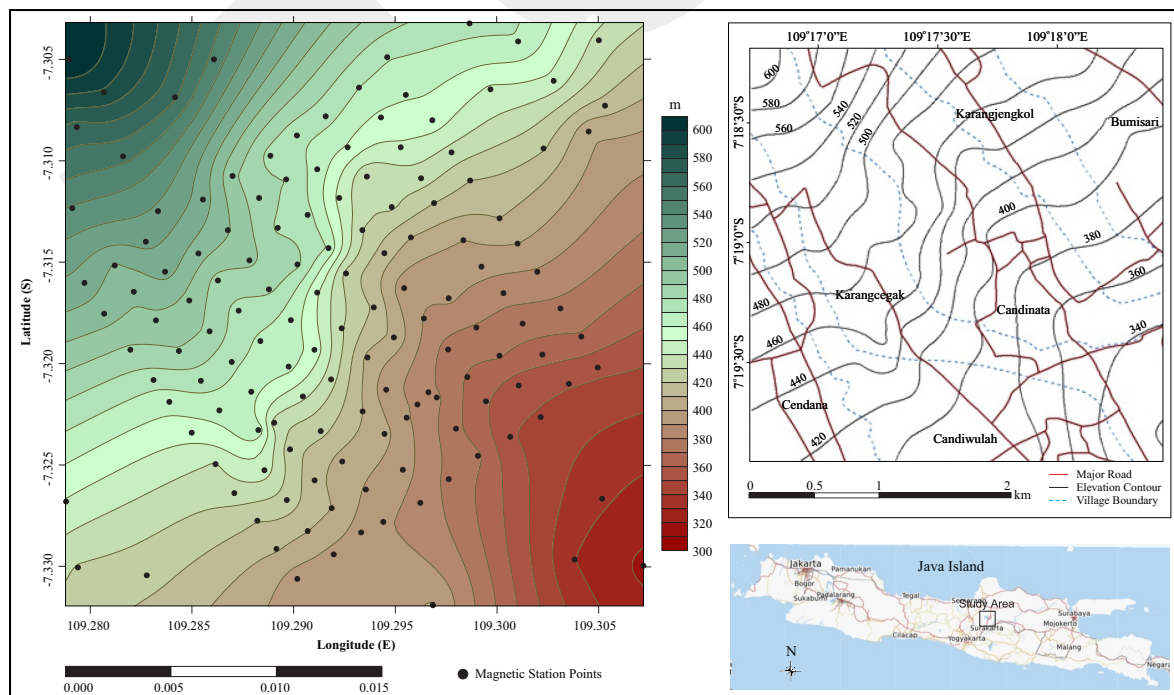 -7.305
-7.310
-7.315
-7.320
-7.325
-7.330
Latitude (S)
109.280
109.285
109.290
109.295
109.300
109.305
Longitude (E)
0.000
0.005
0.010
0.015
Magnetic Station Points
m
600
580
560
540
520
500
480
460
440
420
400
380
360
340
320
300
109°17'0"E
109°17'30"E
109°18'0"E
7°18'30"S
7°19'0"S
7°19'30"S
600
580
560
540
520
500
Karangjengkol
Bumisari
400
380
360
340
480
460
440
420
Karangcegak
Candinata
Cendana
Candiwulah
0
0.5
1
2
km
Major Road
Elevation Contour
Village Boundary
Java Island
Jakarta
Pamanukan
Bogor
Sukabumi
Padalarang
Tegal
Study Area
Surabaya
Surakarta
Mojokerto
Cilacap
Yogyakarta
Malang
Negara
N